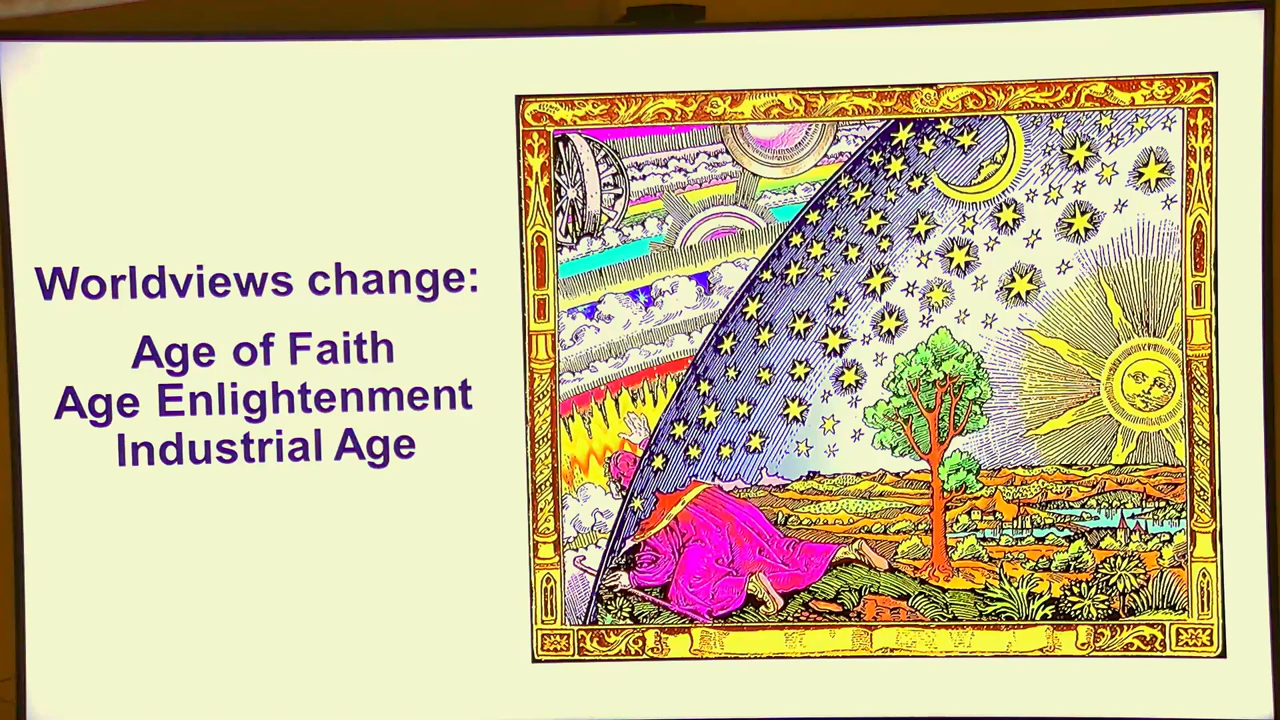 Worldviews change:
Age of Faith
Age Enlightenment
Industrial Age